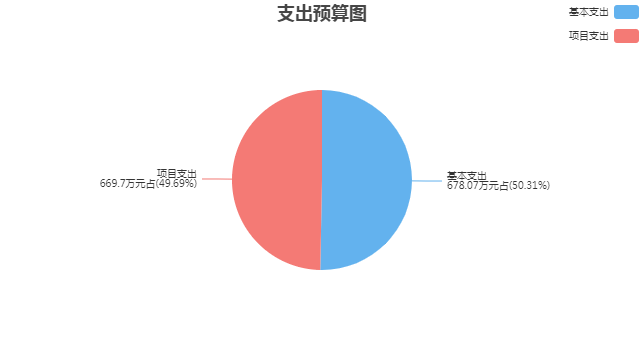 支出预算图
基本支出
项目支出
项目支出
669.7万元占(49.69%)
基本支出
678.07万元占(50.31%)